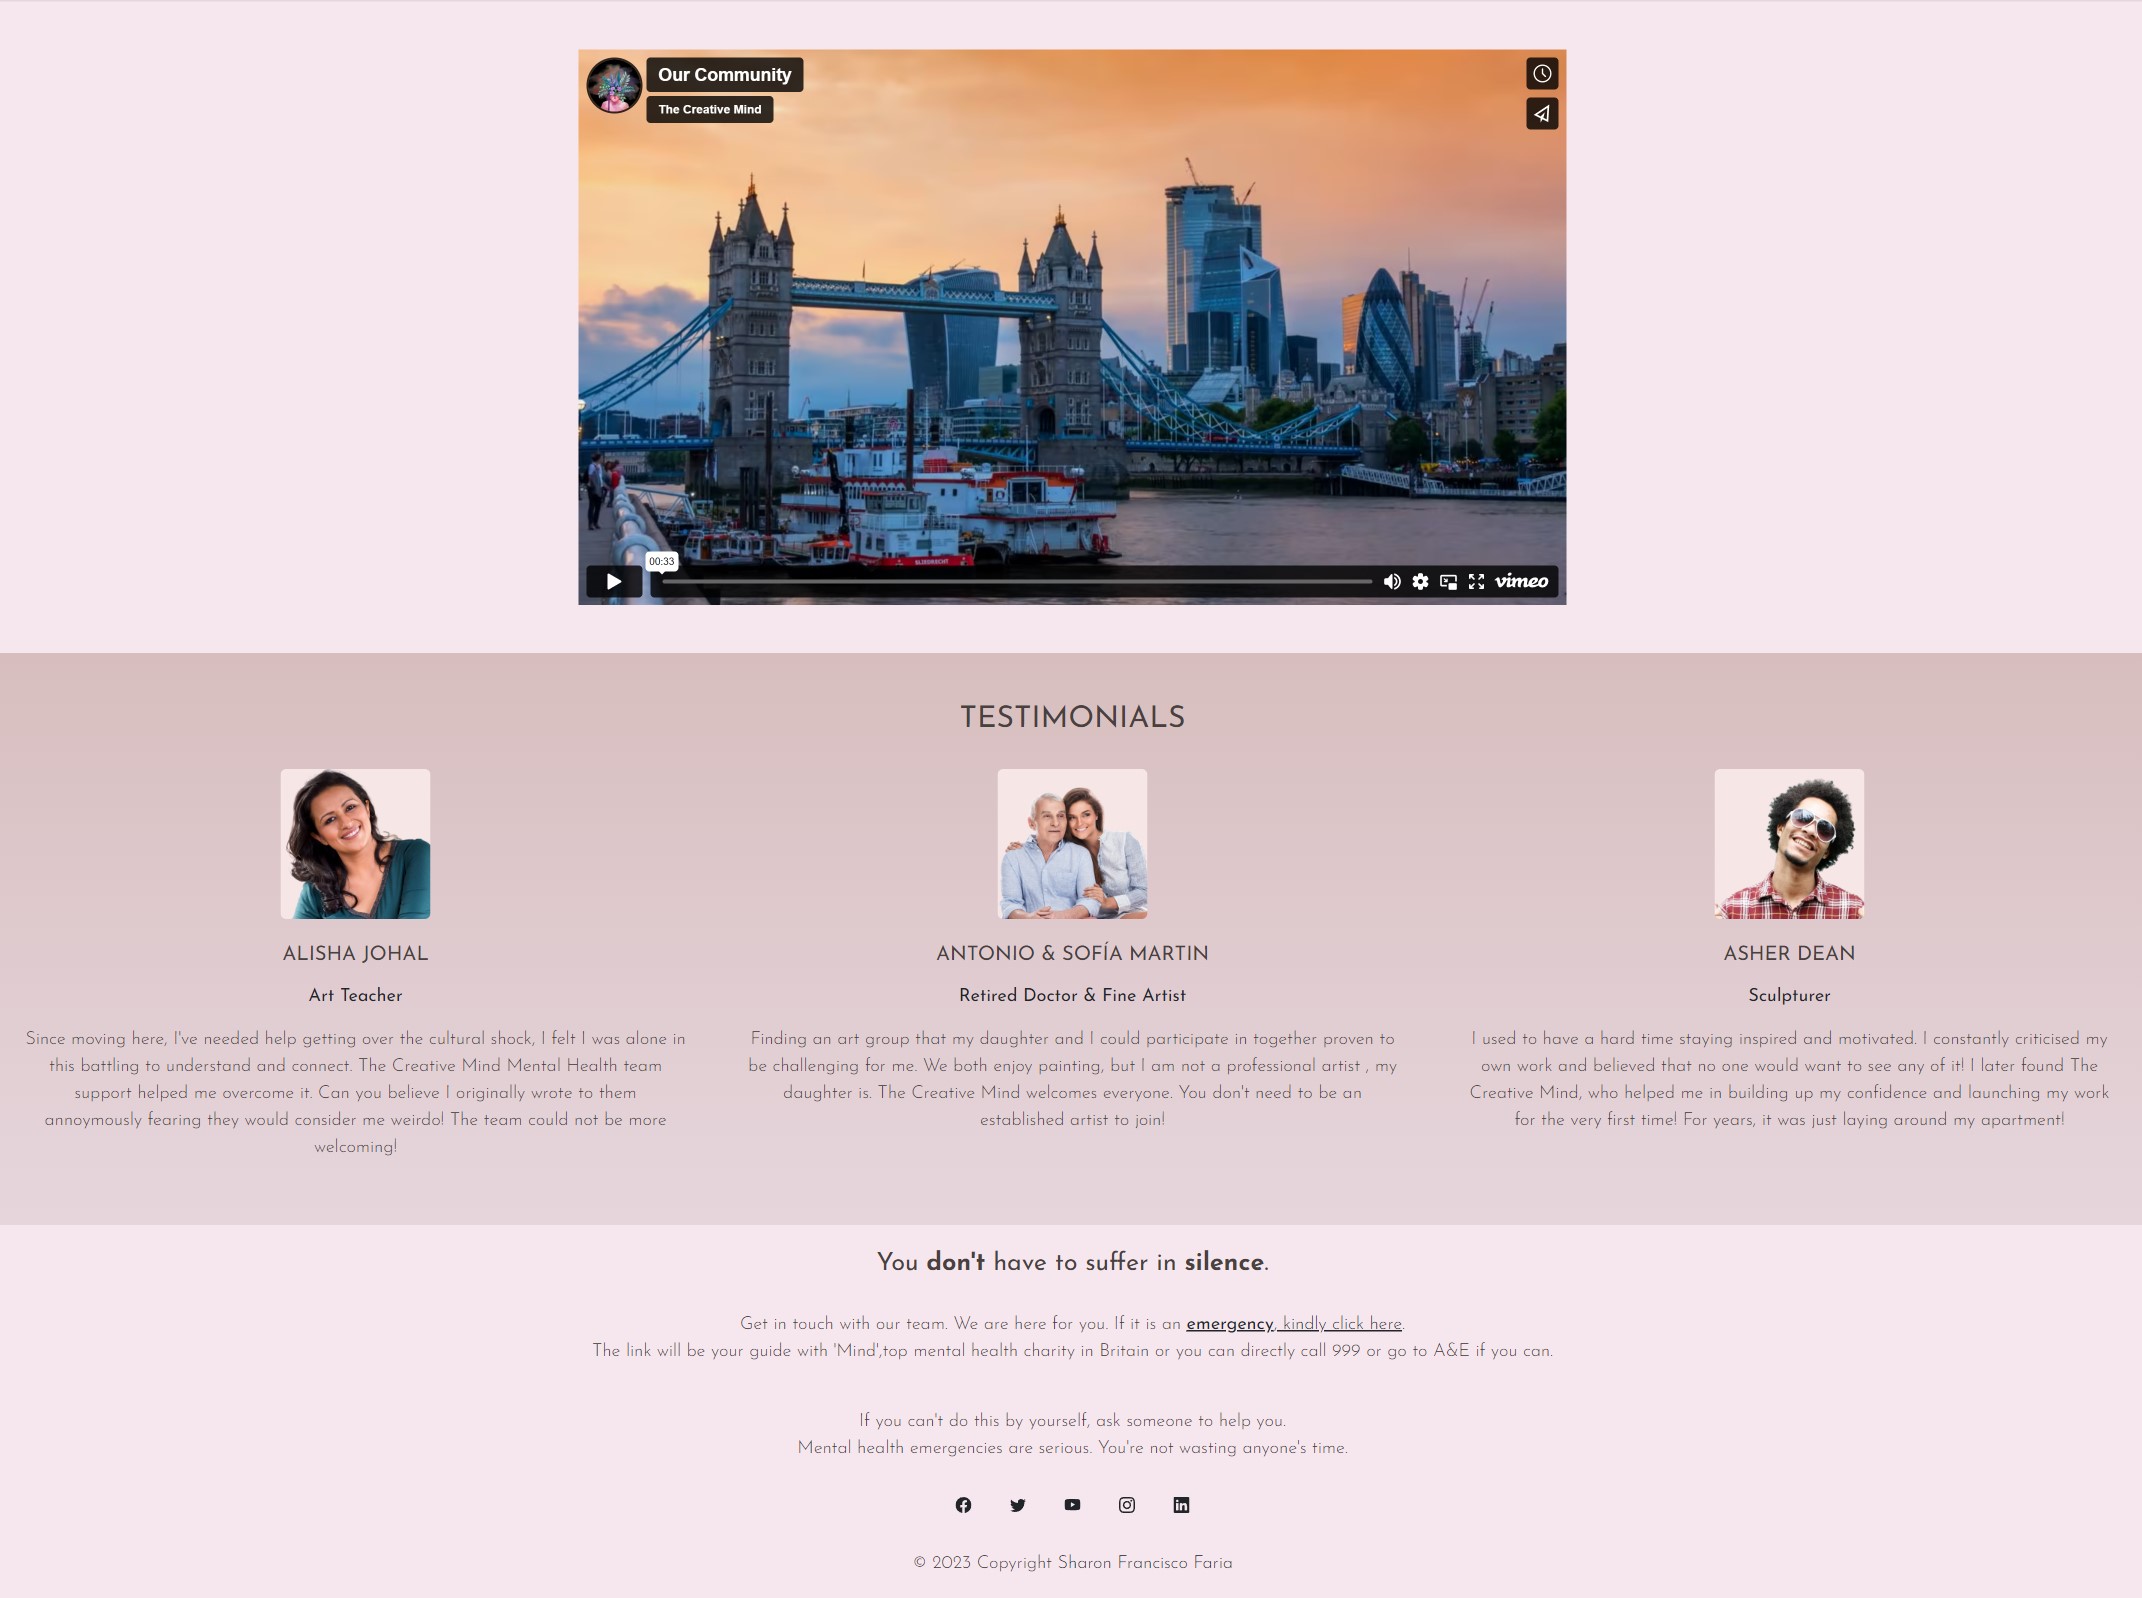 Our Community
The Creative Mind
00:33
vimeo
TESTIMONIALS
ALISHA JOHAL
Art Teacher
Since moving here, I've needed help getting over the cultural shock, I felt I was alone in
this battling to understand and connect. The Creative Mind Mental Health team
support helped me overcome it. Can you believe I originally wrote to them
annoymously fearing they would consider me weirdo! The team could not be more
welcoming!
ANTONIO & SOFÍA MARTIN
Retired Doctor & Fine Artist
Finding an art group that my daughter and I could participate in together proven to
be challenging for me. We both enjoy painting, but I am not a professional artist , my
daughter is. The Creative Mind welcomes everyone. You don't need to be an
established artist to join!
ASHER DEAN
Sculpturer
I used to have a hard time staying inspired and motivated. I constantly criticised my
own work and believed that no one would want to see any of it! I later found The
Creative Mind, who helped me in building up my confidence and launching my work
for the very first time! For years, it was just laying around my apartment!
You don't have to suffer in silence.
Get in touch with our team. We are here for you. If it is an emergency, kindly click here.
The link will be your guide with 'Mind',top mental health charity in Britain or you can directly call 999 or go to A&E if you can.
If you can't do this by yourself, ask someone to help you.
Mental health emergencies are serious. You're not wasting anyone's time.
© 2023 Copyright Sharon Francisco Faria